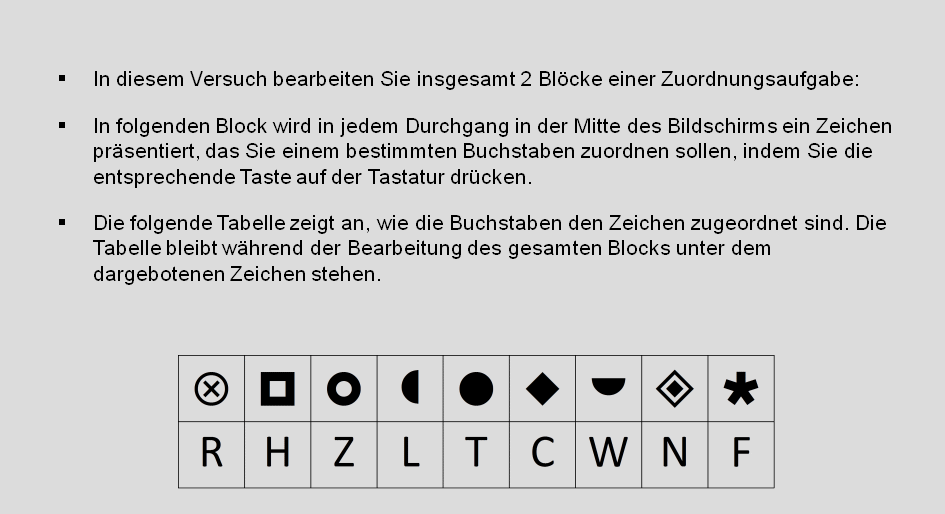 ▪ In diesem Versuch bearbeiten Sie insgesamt 2 Blöcke einer Zuordnungsaufgabe:
▪ In folgenden Block wird in jedem Durchgang in der Mitte des Bildschirms ein Zeichen
präsentiert, das Sie einem bestimmten Buchstaben zuordnen sollen, indem Sie die
entsprechende Taste auf der Tastatur drücken.
▪ Die folgende Tabelle zeigt an, wie die Buchstaben den Zeichen zugeordnet sind. Die
Tabelle bleibt während der Bearbeitung des gesamten Blocks unter dem
dargebotenen Zeichen stehen.
R H Z L T C W N F